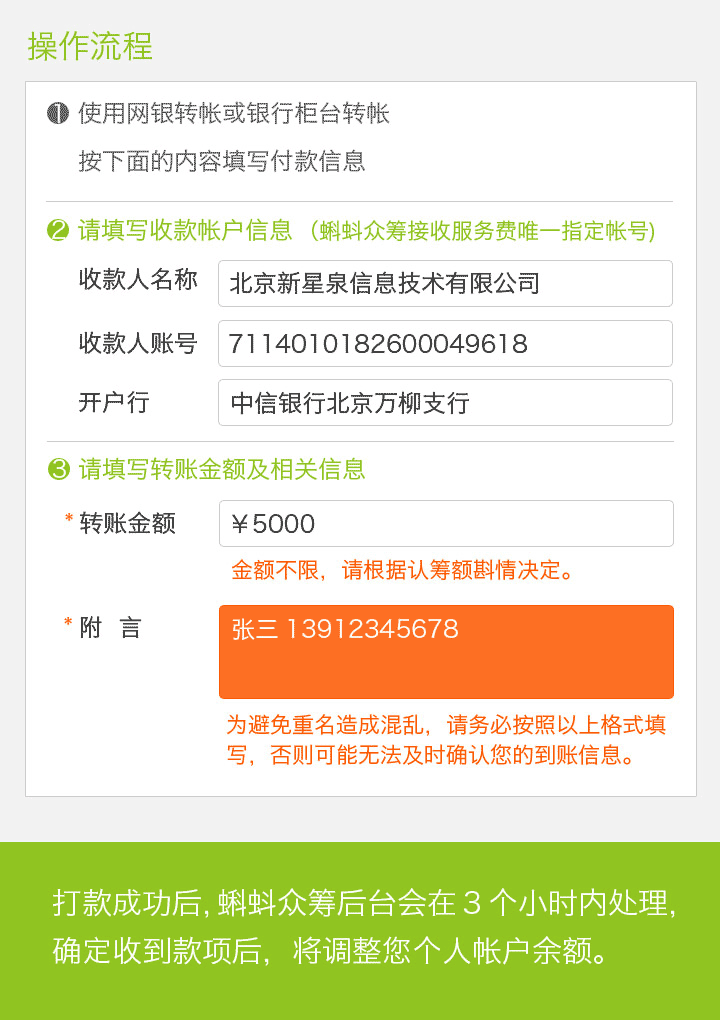 操作流程
① 使用网银转帐或银行柜台转帐
按下面的内容填写付款信息
② 请填写收款帐户信息（蝌蚪众筹接收服务费唯一指定帐号)
收款人名称 北京新星泉信息技术有限公司
收款人账号 7114010182600049618
开户行 中信银行北京万柳支行
③ 请填写转账金额及相关信息
* 转账金额 ￥5000
金额不限，请根据认筹额斟情决定。
* 附 言 张三 13912345678
为避免重名造成混乱，请务必按照以上格式填
写，否则可能无法及时确认您的到账信息。
打款成功后, 蝌蚪众筹后台会在 3 个小时内处理,
确定收到款项后，将调整您个人帐户余额。